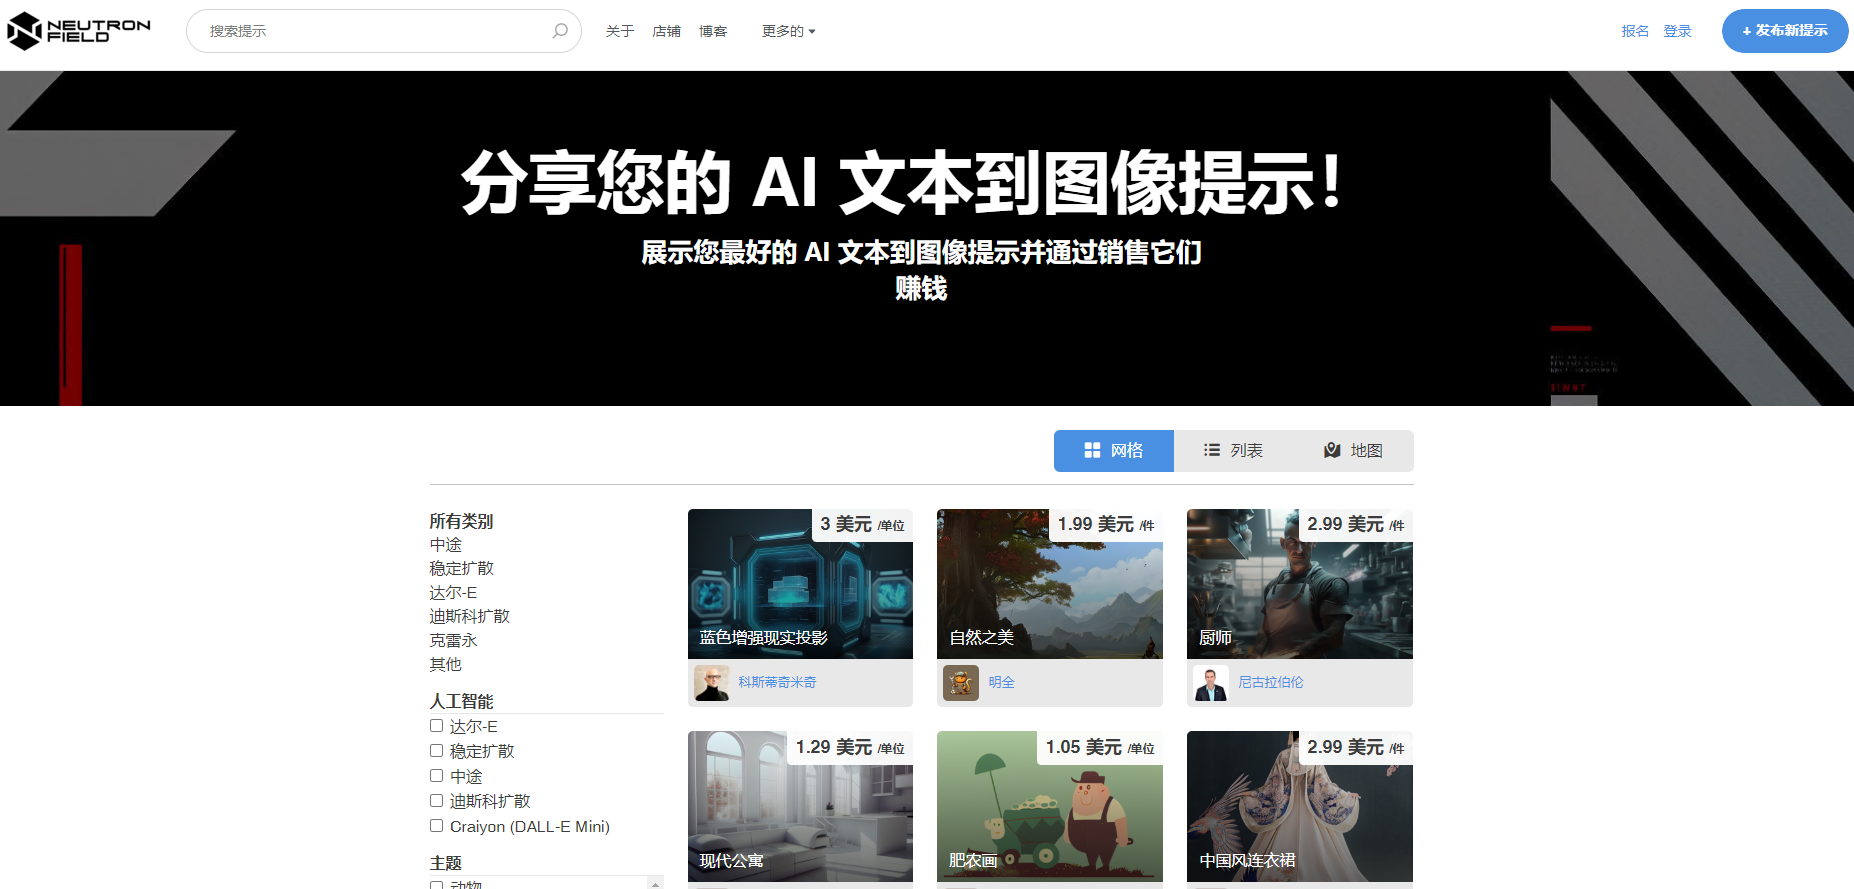 NEUTRON
FIELD
搜索提示
关于 店铺 博客 更多的
报名 登录
+ 发布新提示
分享您的 AI 文本到图像提示！
展示您最好的 AI 文本到图像提示并通过销售它们
赚钱
网格 列表 地图
所有类别
中途
稳定扩散
达尔-E
迪斯科扩散
克雷永
其他
人工智能
达尔-E
稳定扩散
中途
迪斯科扩散
Craiyon (DALL-E Mini)
主题
动物
3 美元 /单位
蓝色增强现实投影
科斯蒂奇米奇
1.99 美元 /件
自然之美
明全
2.99 美元 /件
厨师
尼古拉伯伦
1.29 美元 /单位
现代公寓
1.05 美元 /单位
肥农画
2.99 美元 /件
中国风连衣裙